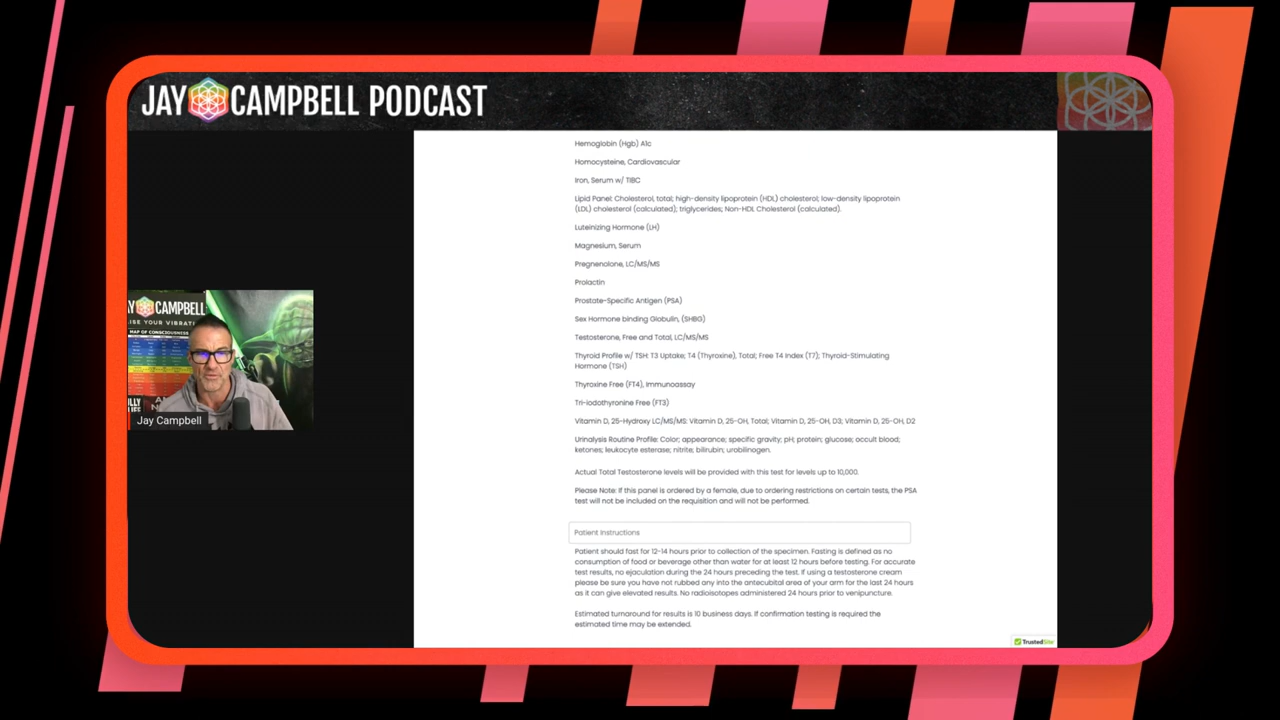 JAY CAMPBELL PODCAST
Hemoglobin (Hgb) A1c
Homocysteine, Cardiovascular
Iron, Serum w/ TIBC
Lipid Panel: Cholesterol, total; high-density lipoprotein (HDL) cholesterol; low-density lipoprotein
(LDL) cholesterol (calculated); triglycerides; Non-HDL Cholesterol (calculated).
Luteinizing Hormone (LH)
Magnesium, Serum
Pregnenolone, LC/MS/MS
Prolactin
Prostate-Specific Antigen (PSA)
Sex Hormone binding Globulin, (SHBG)
Testosterone, Free and Total, LC/MS/MS
Thyroid Profile w/ TSH: T3 Uptake; T4 (Thyroxine), Total; Free T4 Index (T7); Thyroid-Stimulating
Hormone (TSH)
Thyroxine Free (FT4), Immunoassay
Tri-iodothyronine Free (FT3)
Vitamin D, 25-Hydroxy LC/MS/MS: Vitamin D, 25-OH, Total; Vitamin D, 25-OH, D3; Vitamin D, 25-OH, D2
Urinalysis Routine Profile: Color; appearance; specific gravity; pH; protein; glucose; occult blood;
ketones; leukocyte esterase; nitrite; bilirubin; urobilinogen.
Actual Total Testosterone levels will be provided with this test for levels up to 10,000.
Please Note: If this panel is ordered by a female, due to ordering restrictions on certain tests, the PSA
test will not be included on the requisition and will not be performed.
Patient Instructions
Patient should fast for 12-14 hours prior to collection of the specimen. Fasting is defined as no
consumption of food or beverage other than water for at least 12 hours before testing. For accurate
test results, no ejaculation during the 24 hours preceding the test. If using a testosterone cream
please be sure you have not rubbed any into the antecubital area of your arm for the last 24 hours
as it can give elevated results. No radioisotopes administered 24 hours prior to venipuncture.
Estimated turnaround for results is 10 business days. If confirmation testing is required the
estimated time may be extended.
TrustedSite
Y CAMPBELL
SE YOUR VIBRATI
MAP OF CONSCIOUSNESS
Jay Campbell